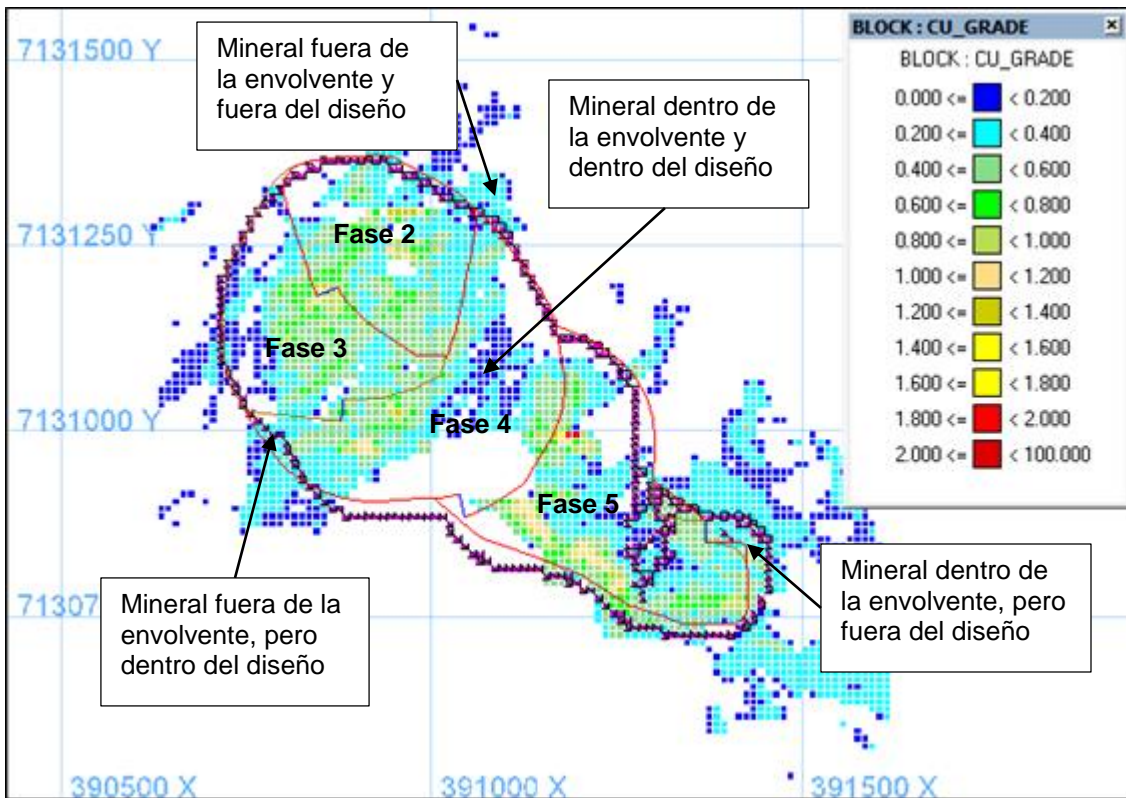 7131500 Y
Mineral fuera de
la envolvente y
fuera del diseño
Mineral dentro de
la envolvente y
dentro del diseño
BLOCK : CU_GRADE
BLOCK : CU_GRADE
0.000 <= < 0.200
0.200 <= < 0.400
0.400 <= < 0.600
0.600 <= < 0.800
0.800 <= < 1.000
1.000 <= < 1.200
1.200 <= < 1.400
1.400 <= < 1.600
1.600 <= < 1.800
1.800 <= < 2.000
2.000 <= < 100.000
7131250 Y
Fase 2
Fase 3
7131000 Y
Fase 4
Fase 5
Mineral fuera de la
envolvente, pero
dentro del diseño
Mineral dentro de
la envolvente, pero
fuera del diseño
71307
390500 X
391000 X
391500 X